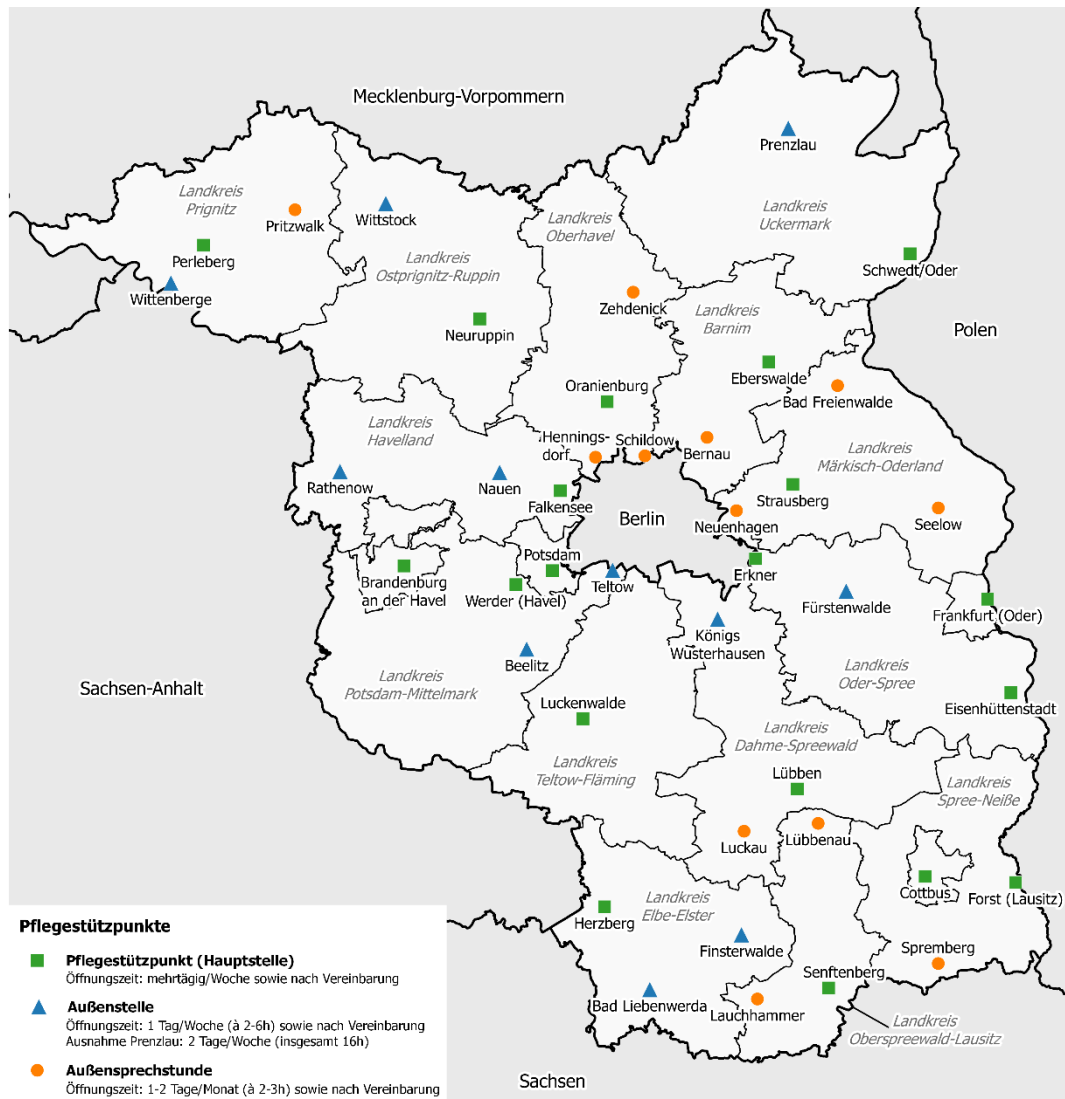 Mecklenburg-Vorpommern
Prenzlau
Landkreis
Prignitz
Pritzwalk
Wittstock
Landkreis
Oberhavel
Landkreis
Uckermark
Perleberg
Landkreis
Ostprignitz-Ruppin
Schwedt/Oder
Wittenberge
Zehdenick
Landkreis
Barnim
Polen
Neuruppin
Eberswalde
Oranienburg
Bad Freienwalde
Landkreis
Havelland
Hennings-
dorf
Schildow
Bernau
Landkreis
Märkisch-Oderland
Rathenow
Nauen
Falkensee
Strausberg
Berlin
Neuenhagen
Seelow
Potsdam
Brandenburg
an der Havel
Werder (Havel)
Teltow
Erkner
Fürstenwalde
Frankfurt (Oder)
Königs
Wusterhausen
Beelitz
Landkreis
Potsdam-Mittelmark
Sachsen-Anhalt
Landkreis
Oder-Spree
Luckenwalde
Eisenhüttenstadt
Landkreis
Dahme-Spreewald
Landkreis
Teltow-Fläming
Lübben
Landkreis
Spree-Neiße
Luckau
Lübbenau
Cottbus
Forst (Lausitz)
Landkreis
Elbe-Elster
Herzberg
Finsterwalde
Spremberg
Senftenberg
Bad Liebenwerda
Lauchhammer
Landkreis
Oberspreewald-Lausitz
Sachsen
Pflegestützpunkte
Pflegestützpunkt (Hauptstelle)
Öffnungszeit: mehrtägig/Woche sowie nach Vereinbarung
Außenstelle
Öffnungszeit: 1 Tag/Woche (à 2-6h) sowie nach Vereinbarung
Ausnahme Prenzlau: 2 Tage/Woche (insgesamt 16h)
Außensprechstunde
Öffnungszeit: 1-2 Tage/Monat (à 2-3h) sowie nach Vereinbarung